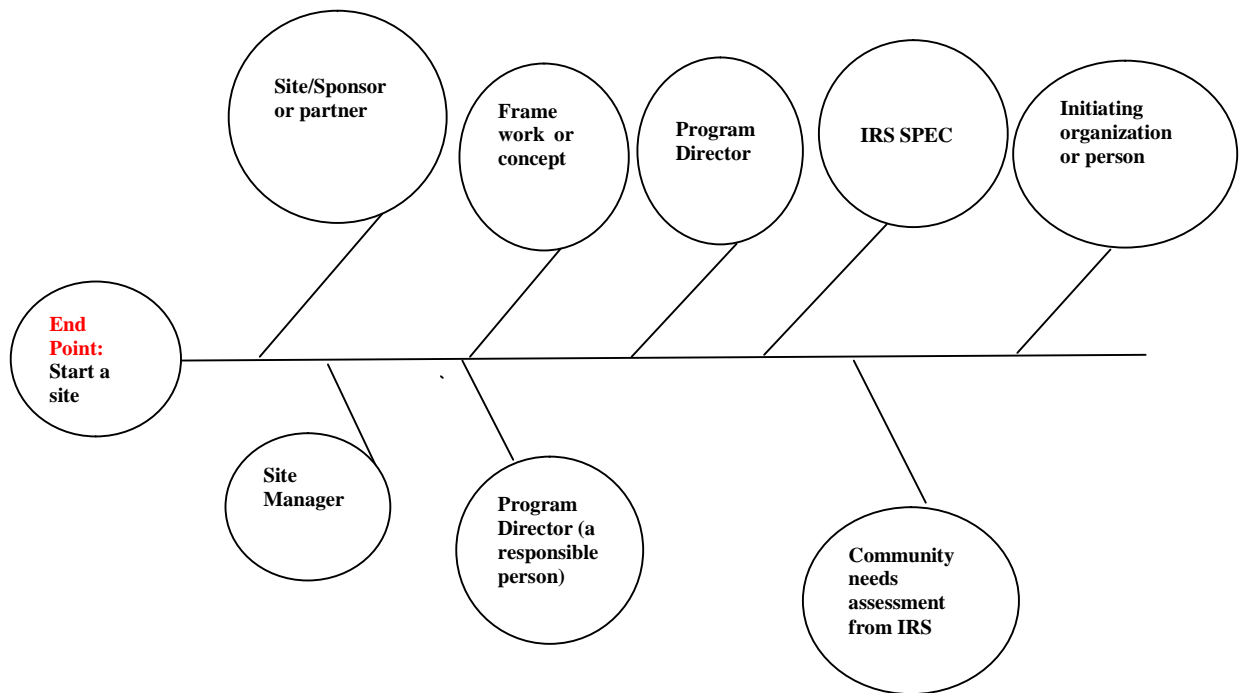 Site/Sponsor
or partner
Frame
work or
concept
Program
Director
IRS SPEC
Initiating
organization
or person
End
Point:
Start a
site
Site
Manager
Program
Director (a
responsible
person)
Community
needs
assessment
from IRS